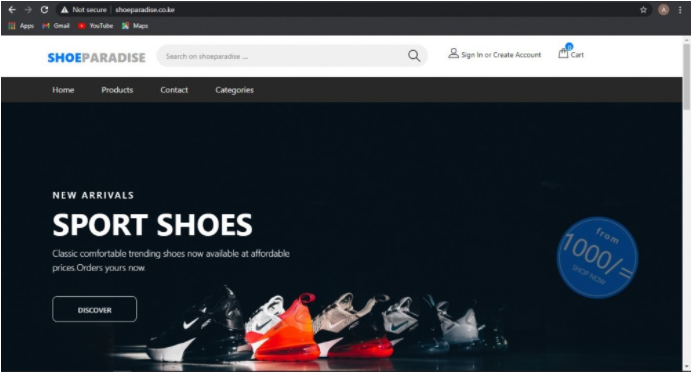 Not secure | shoeparadise.co.ke
Apps Gmail YouTube Maps
SHOEPARADISE
Search on shoeparadise ...
Sign In or Create Account
0
Cart
Home Products Contact Categories
NEW ARRIVALS
SPORT SHOES
Classic comfortable trending shoes now available at affordable
prices.Orders yours now.
DISCOVER
from
1000/=
SHOP NOW